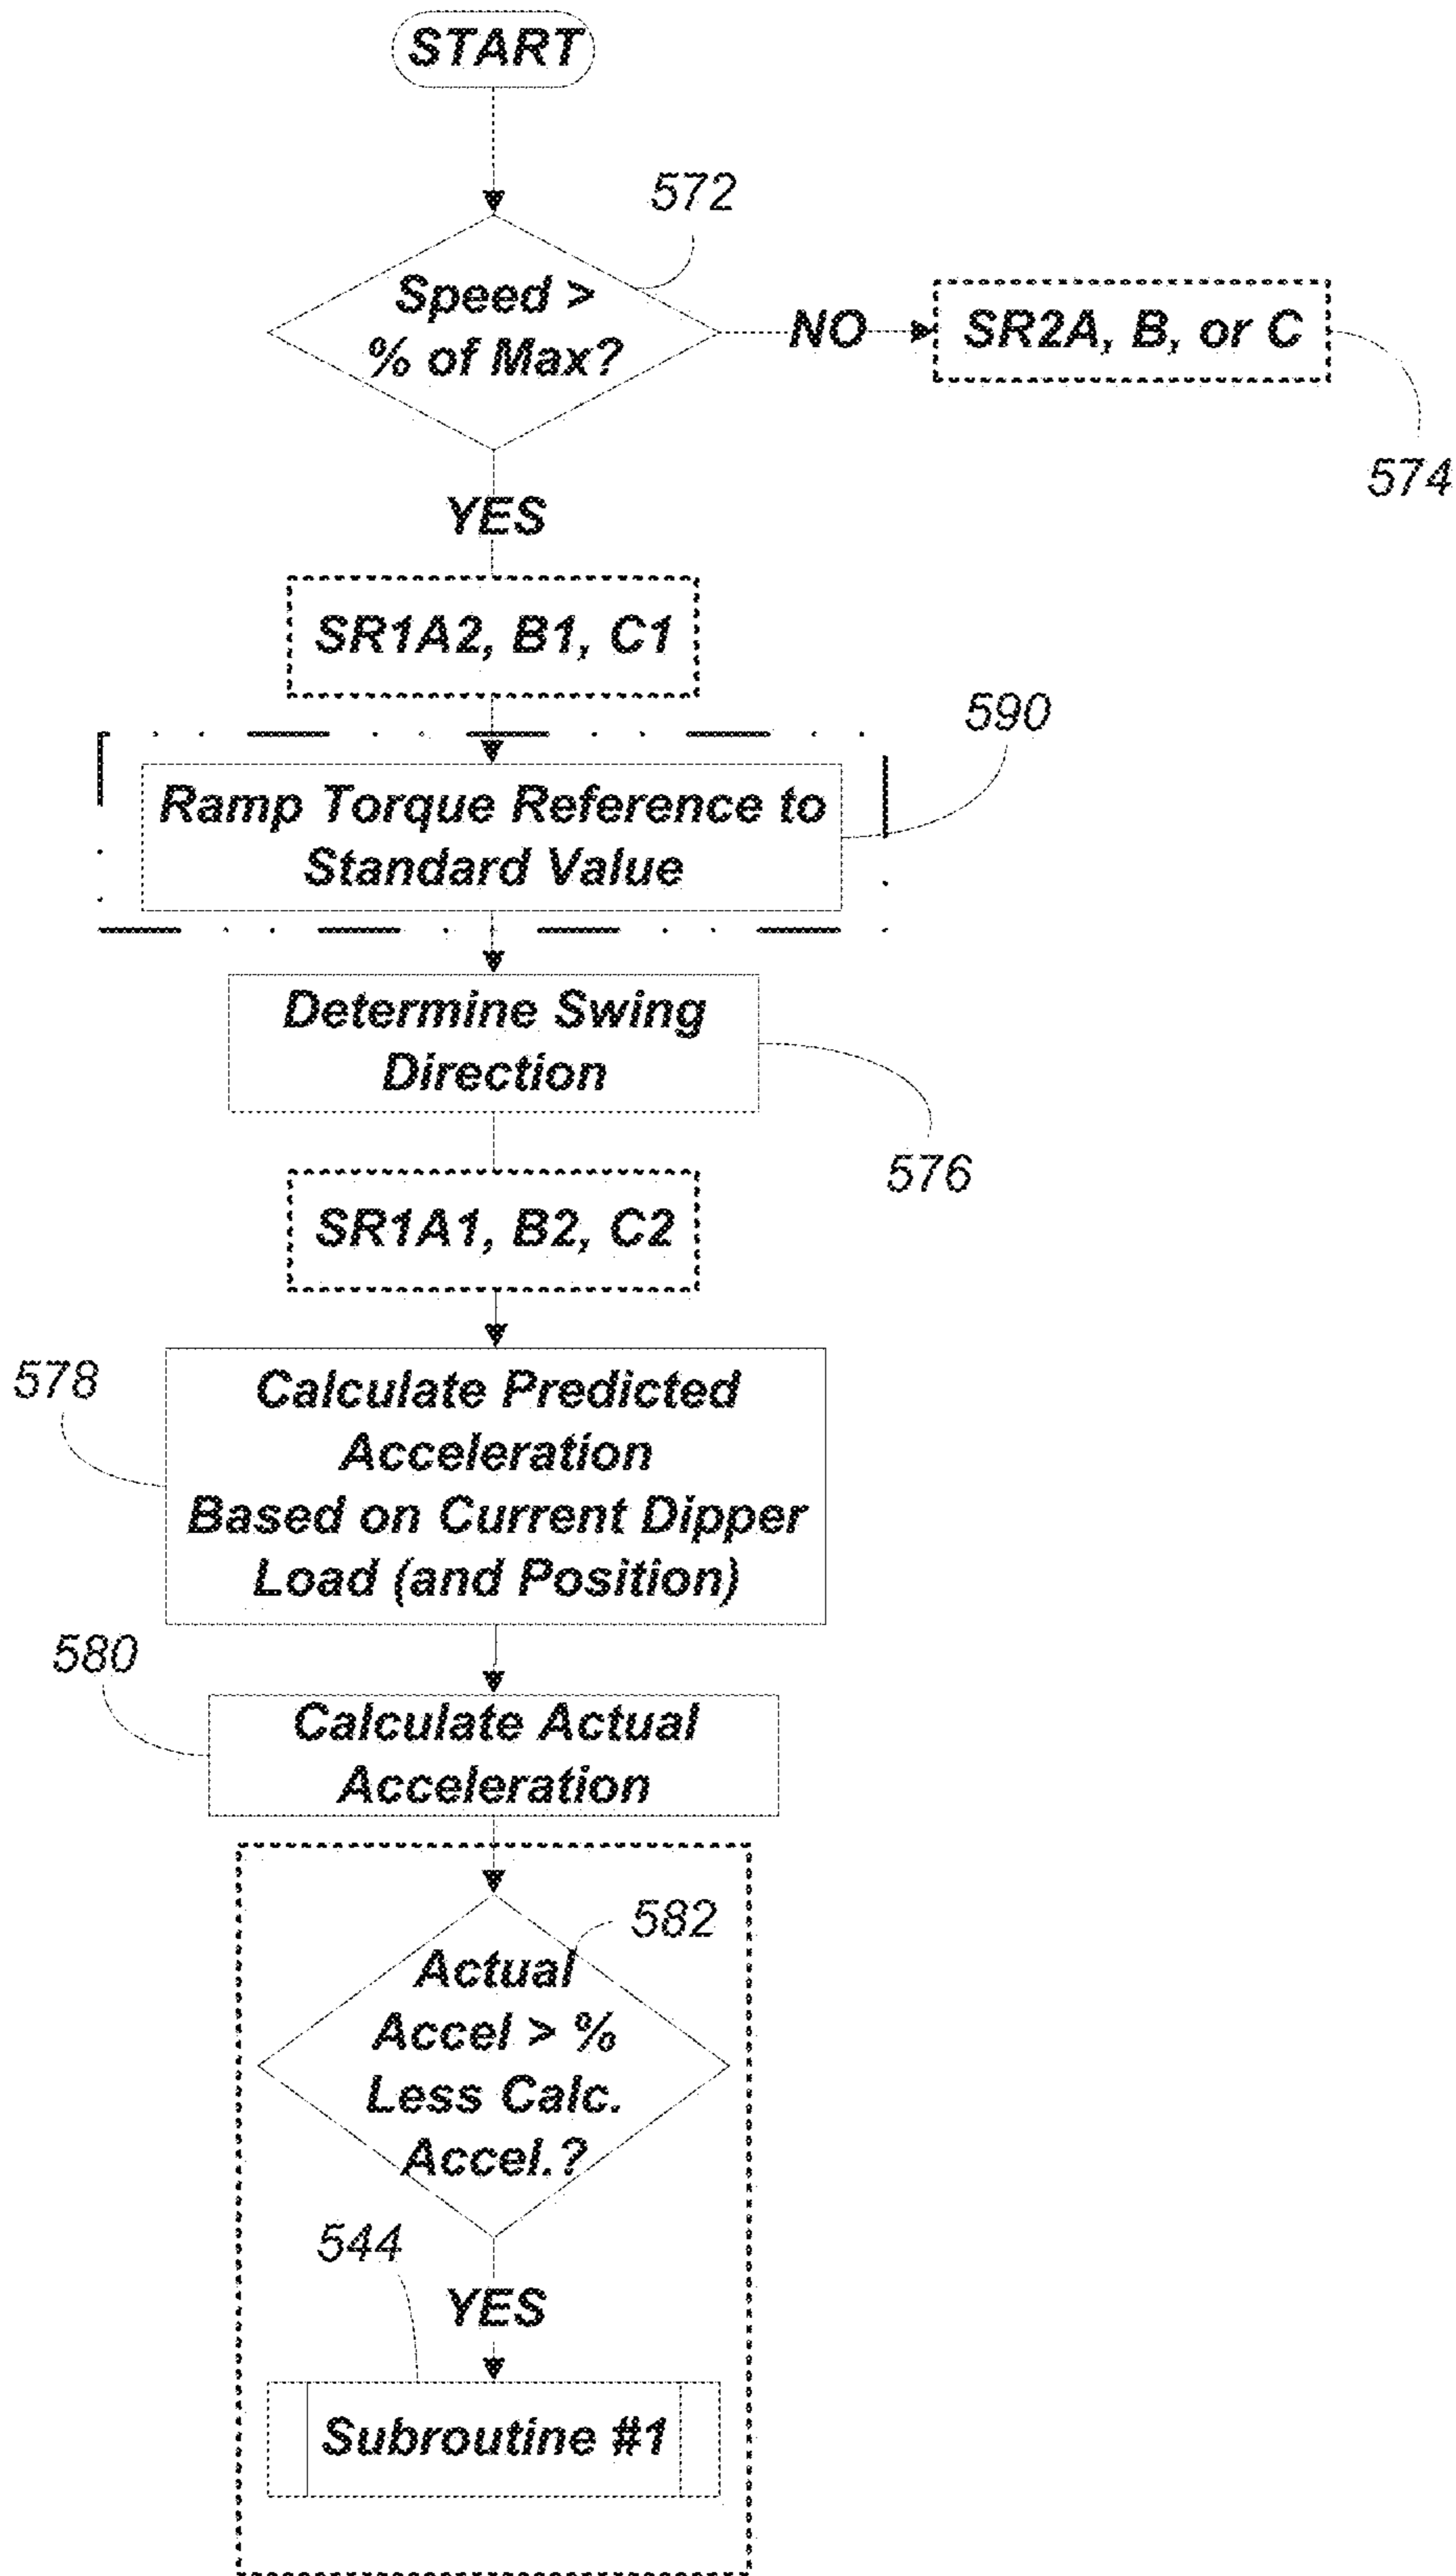 START
572
Speed >
% of Max?
NO
SR2A, B, or C
574
YES
SR1A2, B1, C1
590
Ramp Torque Reference to
Standard Value
Determine Swing
Direction
576
SR1A1, B2, C2
578
Calculate Predicted
Acceleration
Based on Current Dipper
Load (and Position)
580
Calculate Actual
Acceleration
582
Actual
Accel > %
Less Calc.
Accel.?
544
YES
Subroutine #1